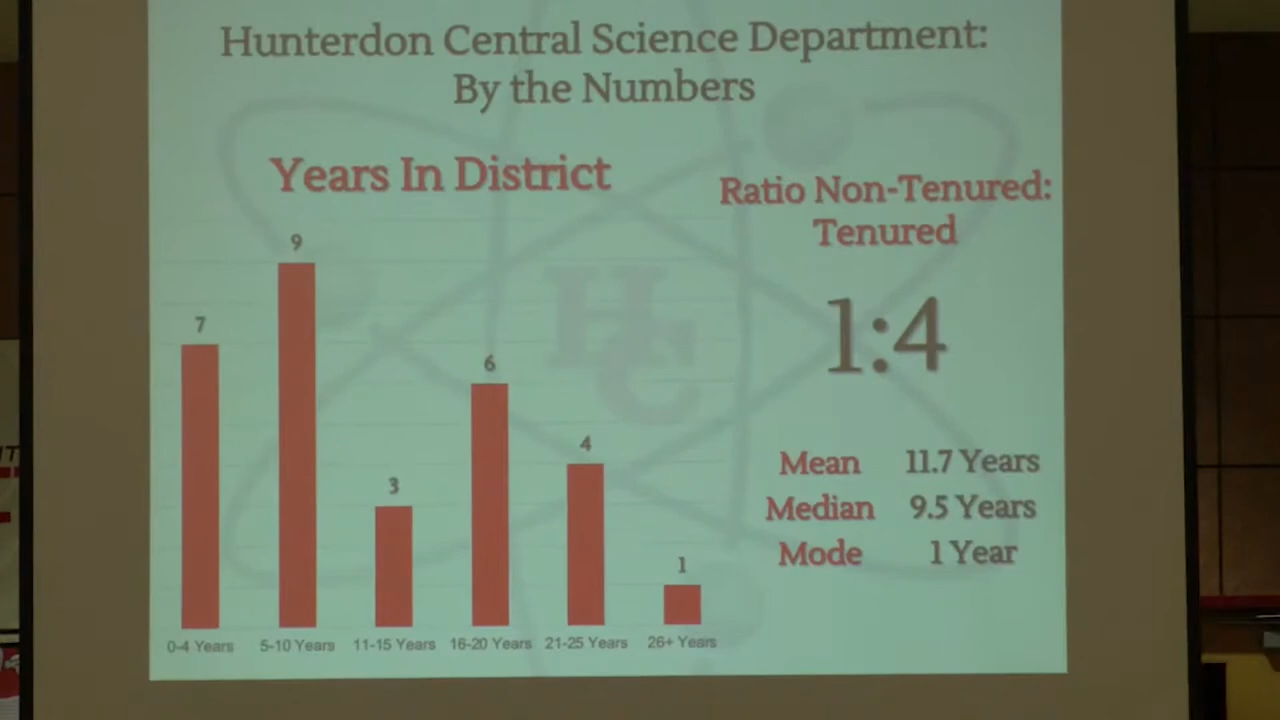 Hunterdon Central Science Department:
By the Numbers
Years In District
Ratio Non-Tenured:
Tenured
1:4
9
7
6
4
3
1
HC
Mean 11.7 Years
Median 9.5 Years
Mode 1 Year
0-4 Years 5-10 Years 11-15 Years 16-20 Years 21-25 Years 26+ Years